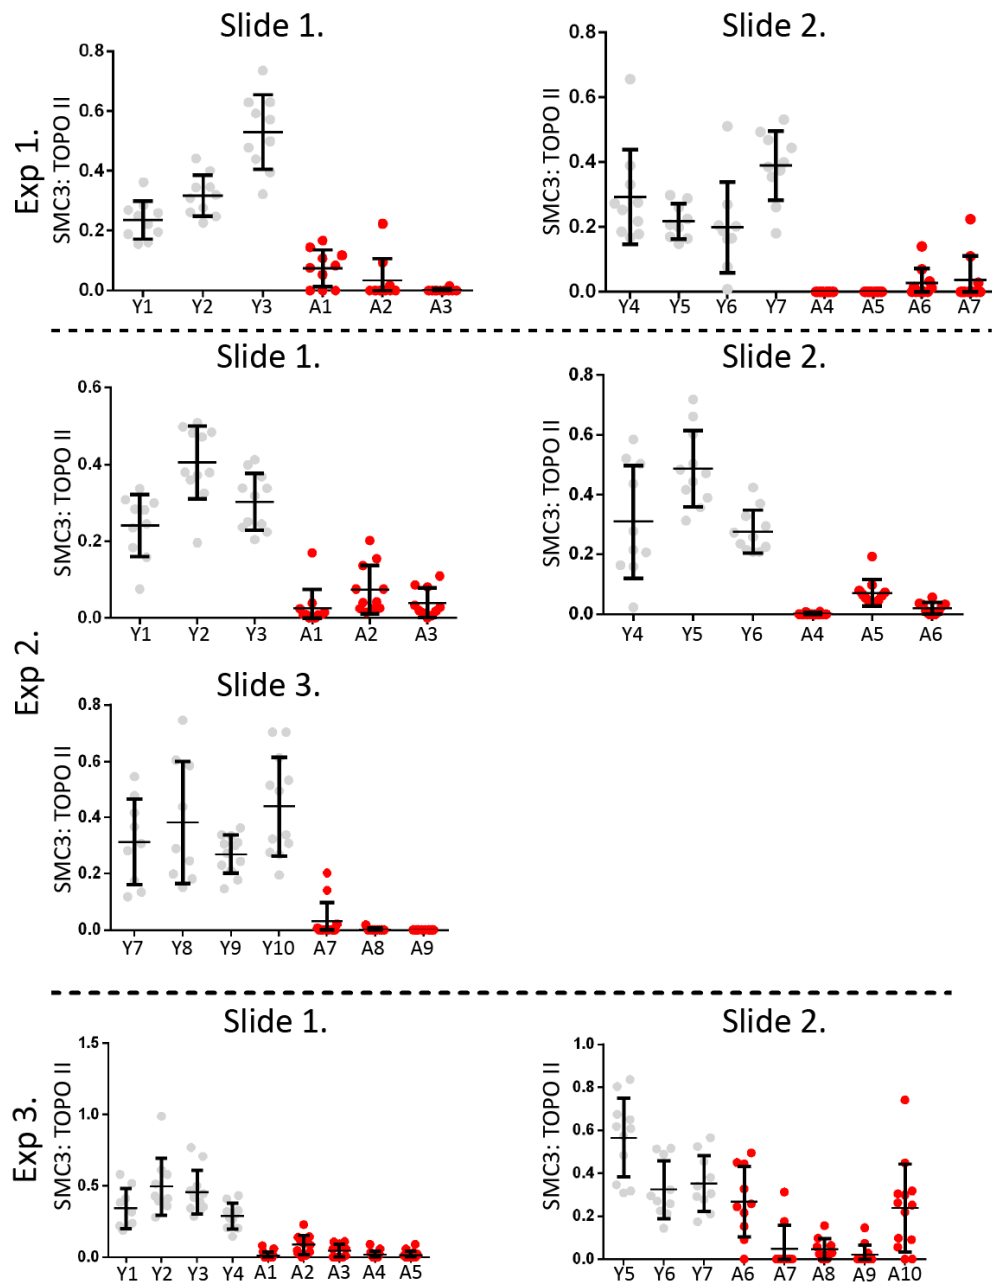 Slide 1.
Slide 2.
Exp 1.
SMC3: TOPO II
0.8
0.6
0.4
0.2
0.0
Y1 Y2 Y3 A1 A2 A3
SMC3: TOPO II
0.8
0.6
0.4
0.2
0.0
Y4 Y5 Y6 Y7 A4 A5 A6 A7
Exp 2.
Slide 1.
Slide 2.
SMC3: TOPO II
0.6
0.4
0.2
0.0
Y1 Y2 Y3 A1 A2 A3
SMC3: TOPO II
0.8
0.6
0.4
0.2
0.0
Y4 Y5 Y6 A4 A5 A6
Slide 3.
SMC3: TOPO II
0.8
0.6
0.4
0.2
0.0
Y7 Y8 Y9 Y10 A7 A8 A9
Exp 3.
Slide 1.
Slide 2.
SMC3: TOPO II
1.5
1.0
0.5
0.0
Y1 Y2 Y3 Y4 A1 A2 A3 A4 A5
SMC3: TOPO II
1.0
0.8
0.6
0.4
0.2
0.0
Y5 Y6 Y7 A6 A7 A8 A9 A10